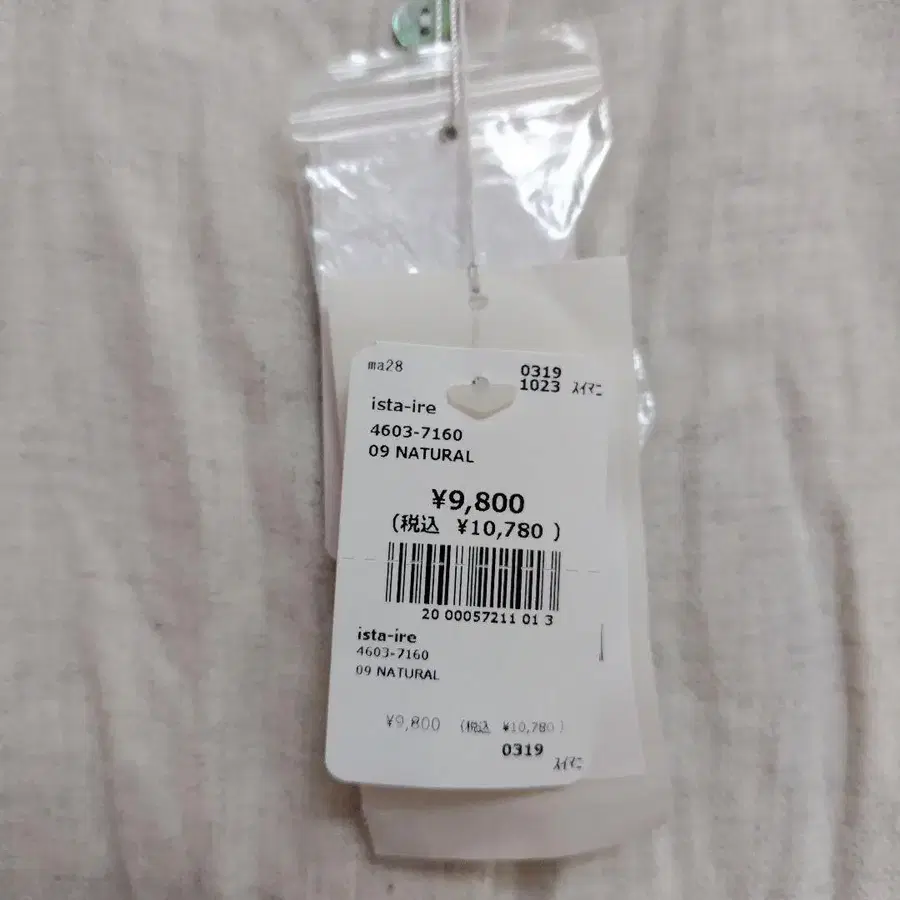 ma28
0319
1023 スイマニ
ista-ire
4603-7160
09 NATURAL
¥9,800
(税込 ¥10,780 )
20 00057211 01 3
ista-ire
4603-7160
09 NATURAL
¥9,800 (税込 ¥10,780 )
0319
スイマニ